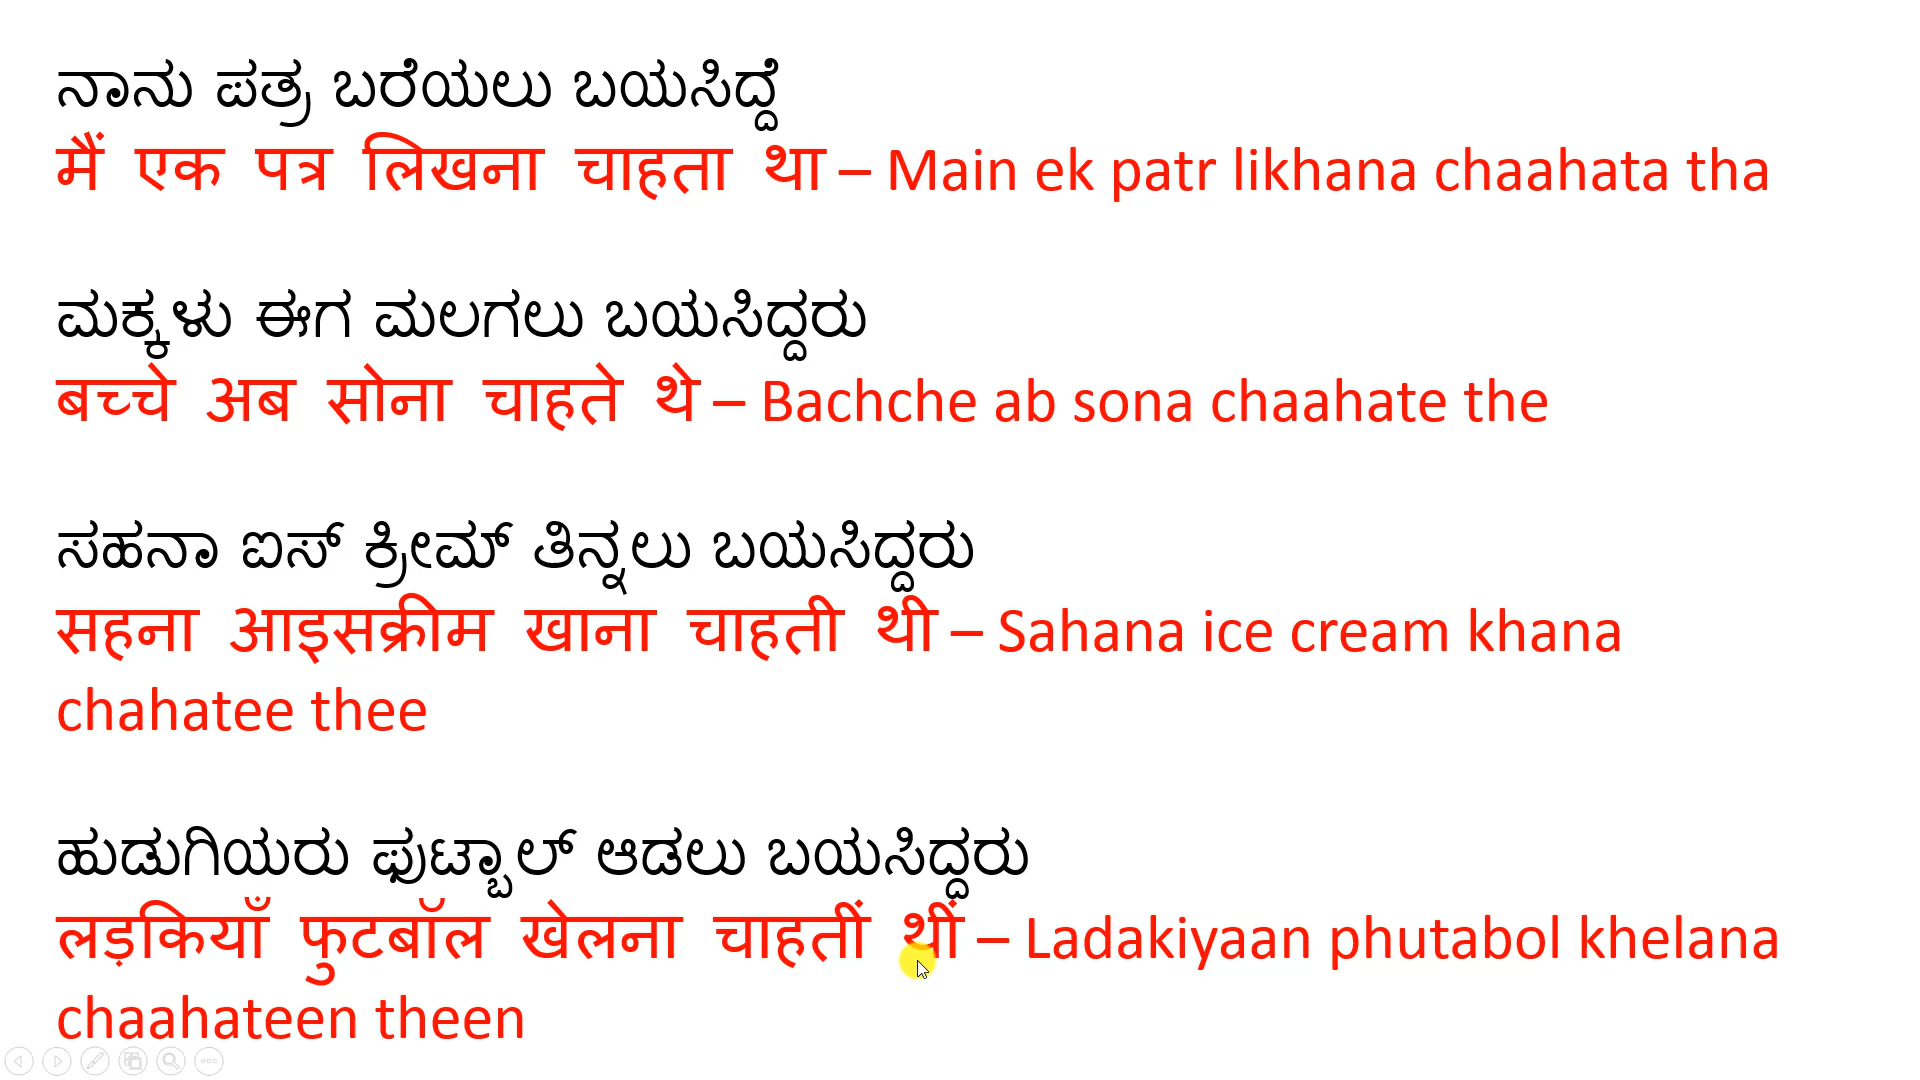 ನಾನು ಪತ್ರ ಬರೆಯಲು ಬಯಸಿದ್ದೆ
मैं एक पत्र लिखना चाहता था – Main ek patr likhana chaahata tha
ಮಕ್ಕಳು ಈಗ ಮಲಗಲು ಬಯಸಿದ್ದರು
बच्चे अब सोना चाहते थे – Bachche ab sona chaahate the
ಸಹನಾ ಐಸ್ ಕ್ರೀಮ್ ತಿನ್ನಲು ಬಯಸಿದ್ದರು
सहना आइसक्रीम खाना चाहती थी – Sahana ice cream khana
chahatee thee
ಹುಡುಗಿಯರು ಫುಟ್ಬಾಲ್ ಆಡಲು ಬಯಸಿದ್ದರು
लड़कियाँ फुटबॉल खेलना चाहतीं थीं – Ladakiyaan phutabol khelana
chaahateen theen